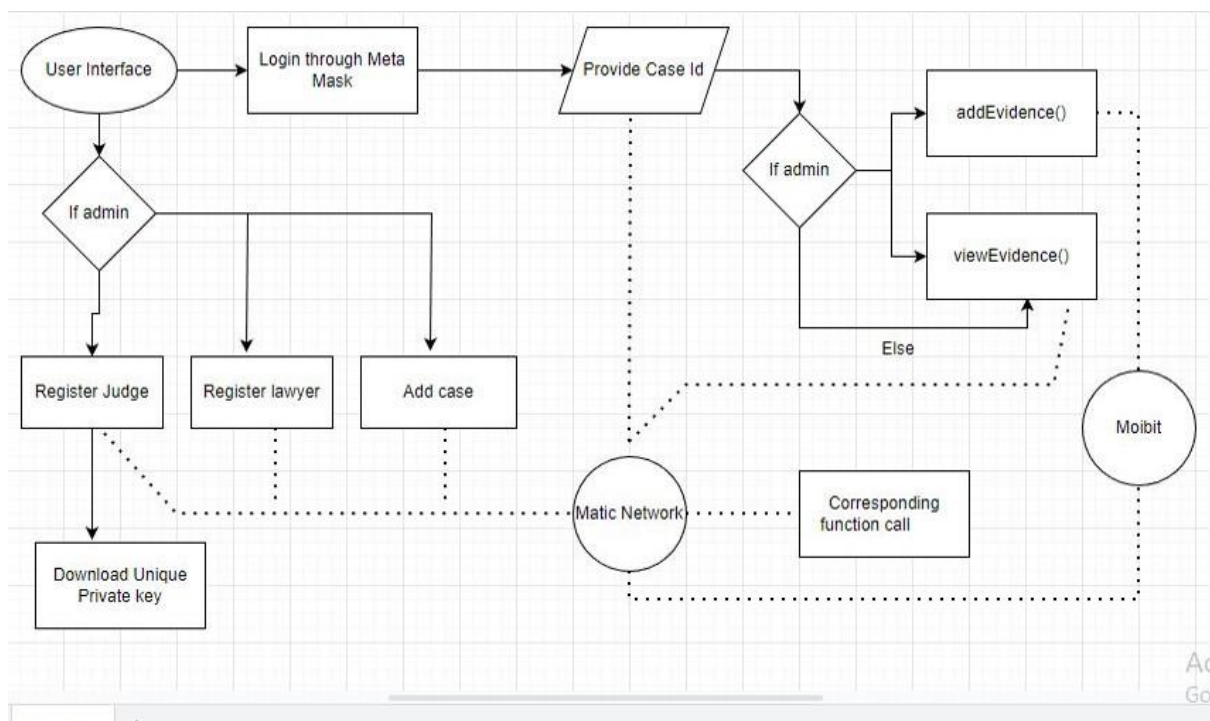 User Interface
Login through Meta
Mask
Provide Case Id
addEvidence()
If admin
viewEvidence()
If admin
Else
Register Judge
Register lawyer
Add case
Moibit
Matic Network
Corresponding
function call
Download Unique
Private key